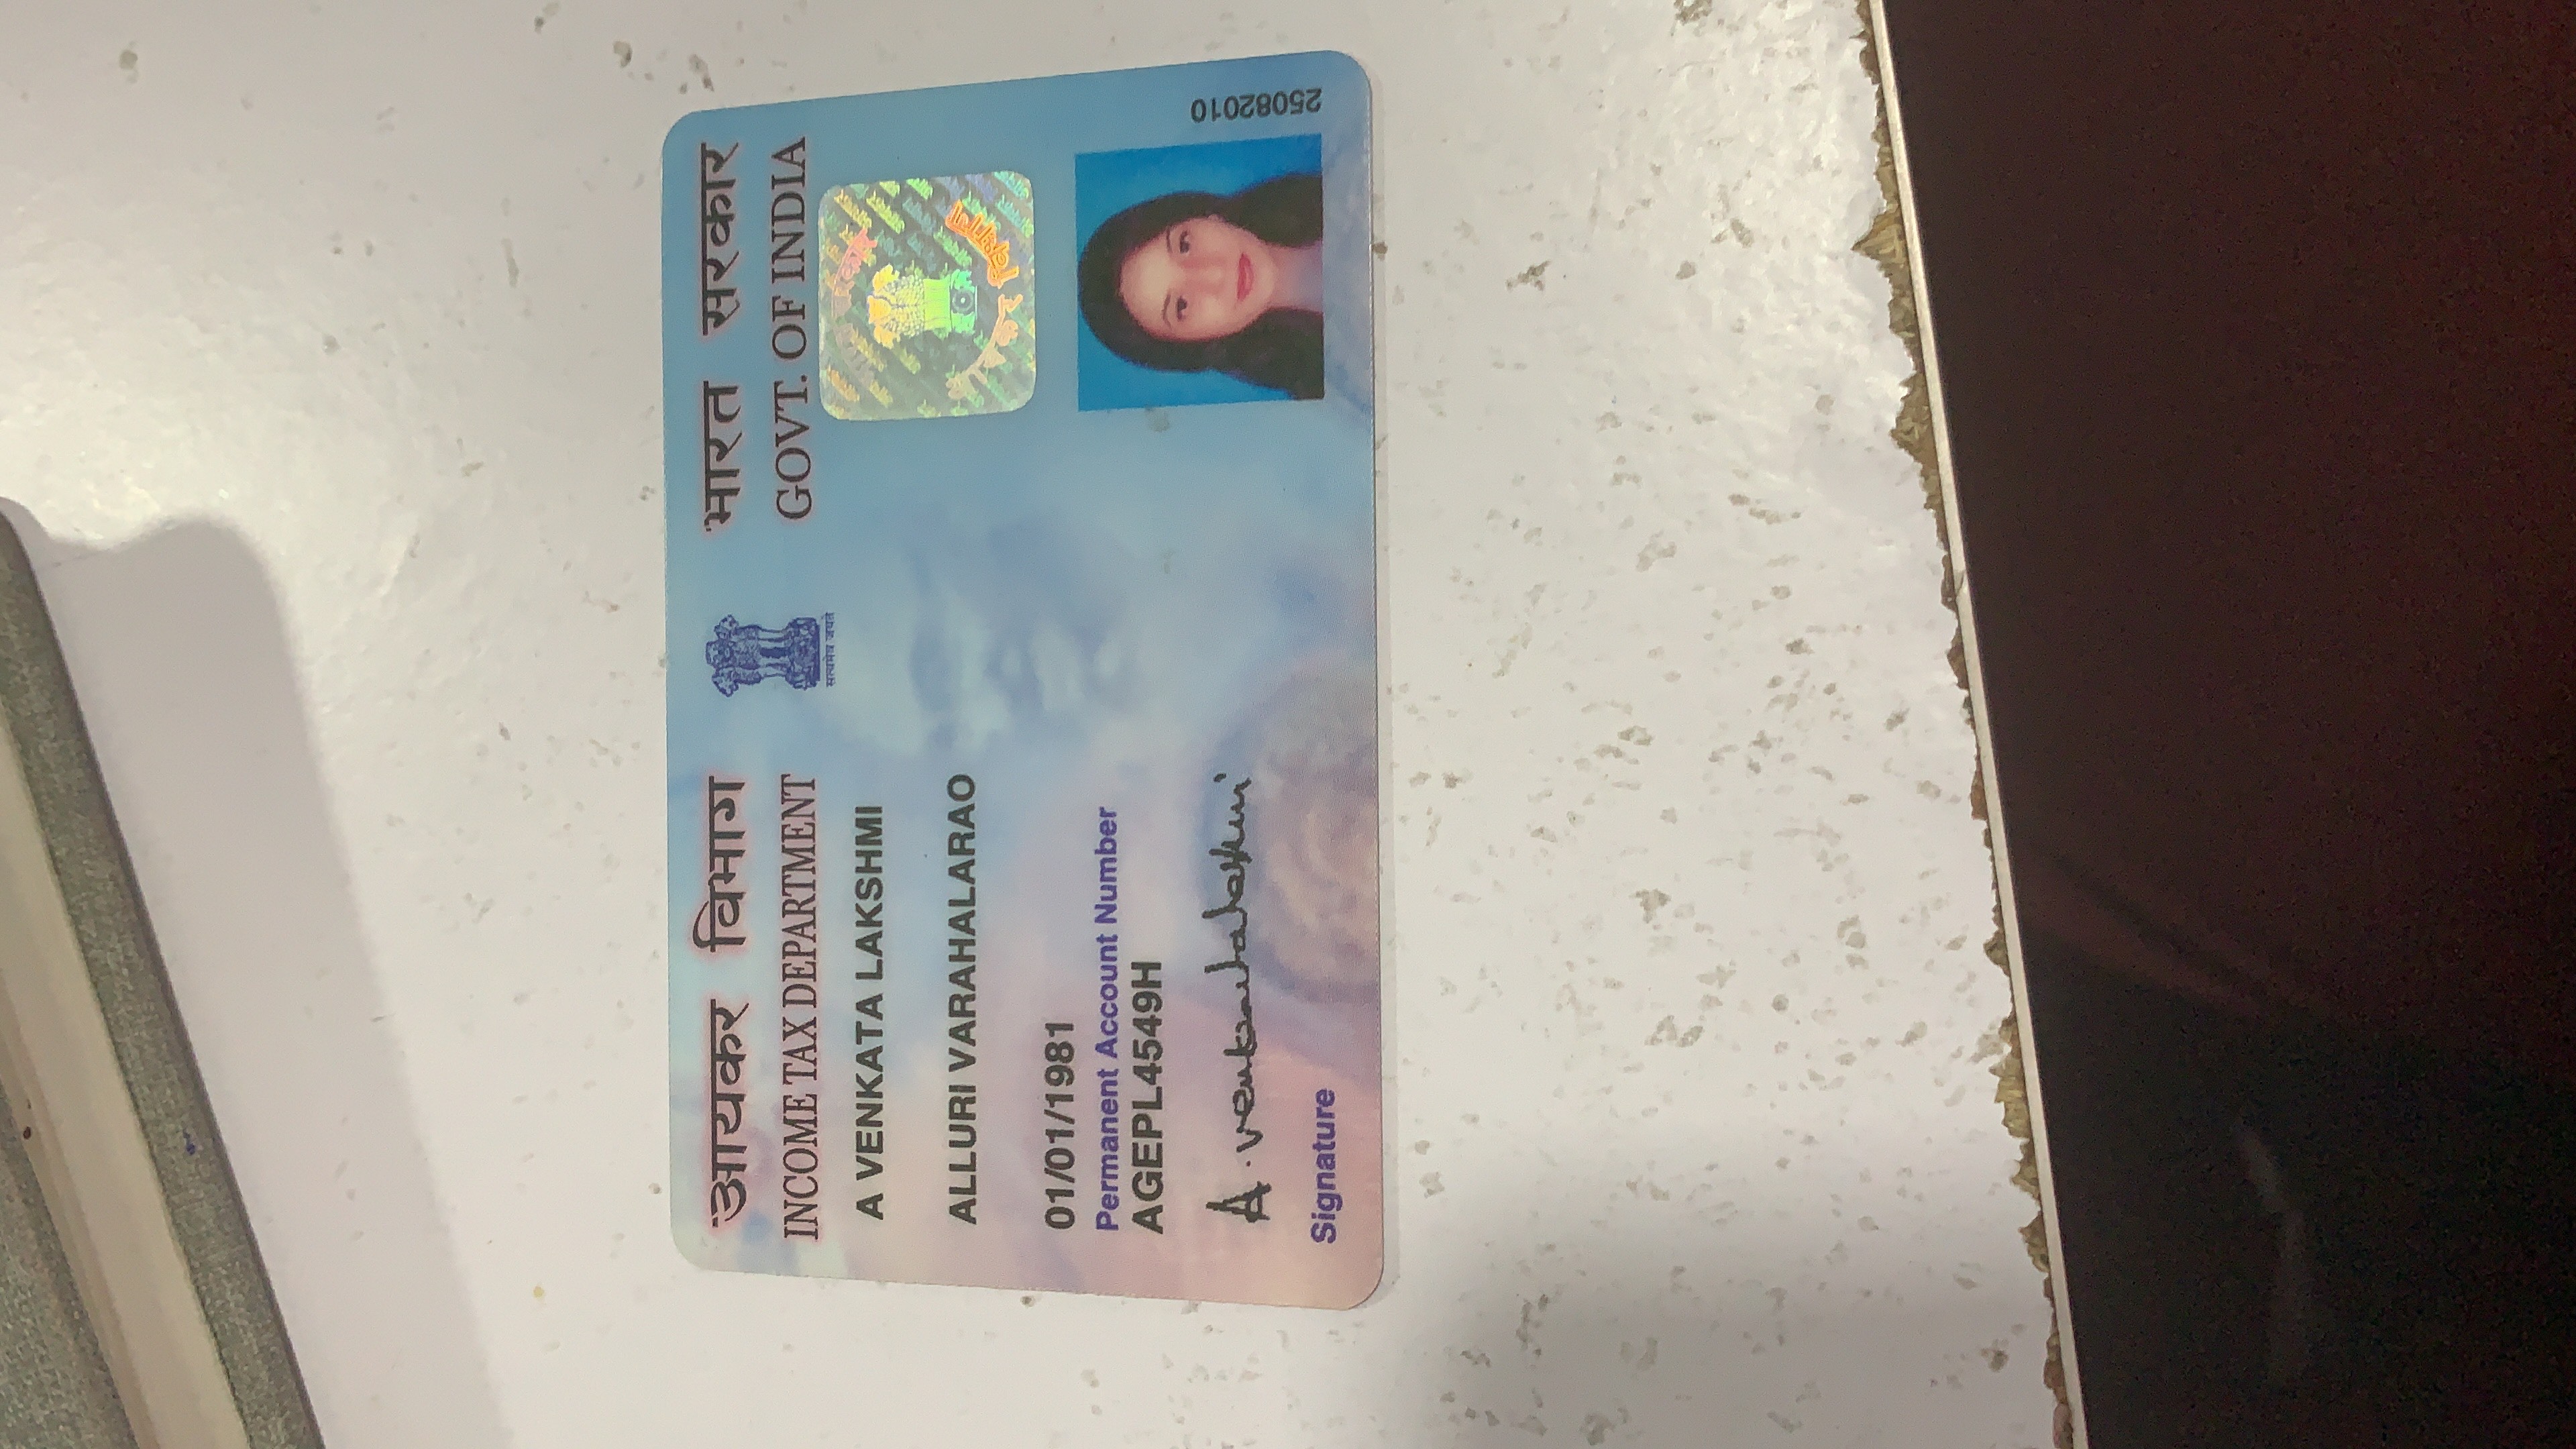 आयकर विभाग
INCOME TAX DEPARTMENT
सत्यमेव जयते
भारत सरकार
GOVT. OF INDIA
A VENKATA LAKSHMI
ALLURI VARAHALARAO
01/01/1981
Permanent Account Number
AGEPL4549H
A. venkatalakshmi
Signature
आयकर विभाग
25082010